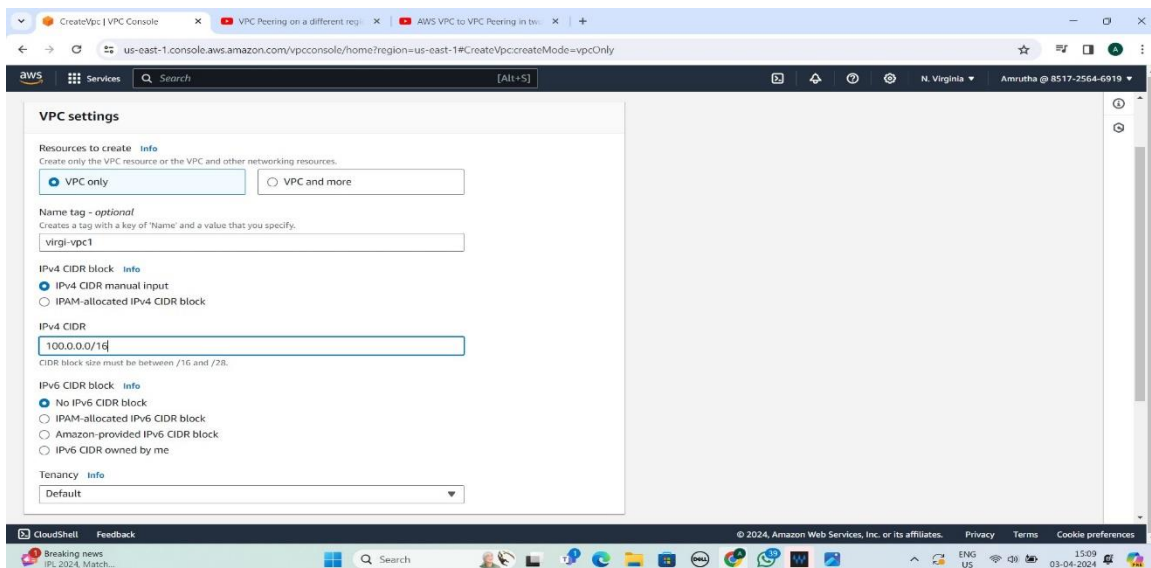 CreateVpc | VPC Console
VPC Peering on a different regi
AWS VPC to VPC Peering in two
us-east-1.console.aws.amazon.com/vpcconsole/home?region=us-east-1#CreateVpc:createMode=vpcOnly
A
aws Services Search [Alt+S] N. Virginia Amrutha @ 8517-2564-6919
VPC settings
Resources to create Info
Create only the VPC resource or the VPC and other networking resources.
VPC only VPC and more
Name tag - optional
Creates a tag with a key of 'Name' and a value that you specify.
virgi-vpc1
IPv4 CIDR block Info
IPv4 CIDR manual input
IPAM-allocated IPv4 CIDR block
IPv4 CIDR
100.0.0.0/16
CIDR block size must be between /16 and /28.
IPv6 CIDR block Info
No IPv6 CIDR block
IPAM-allocated IPv6 CIDR block
Amazon-provided IPv6 CIDR block
IPv6 CIDR owned by me
Tenancy Info
Default
CloudShell Feedback © 2024, Amazon Web Services, Inc. or its affiliates. Privacy Terms Cookie preferences
Breaking news
IPL 2024, Match...
Search
DELL
39
W
ENG
US
15:09
03-04-2024